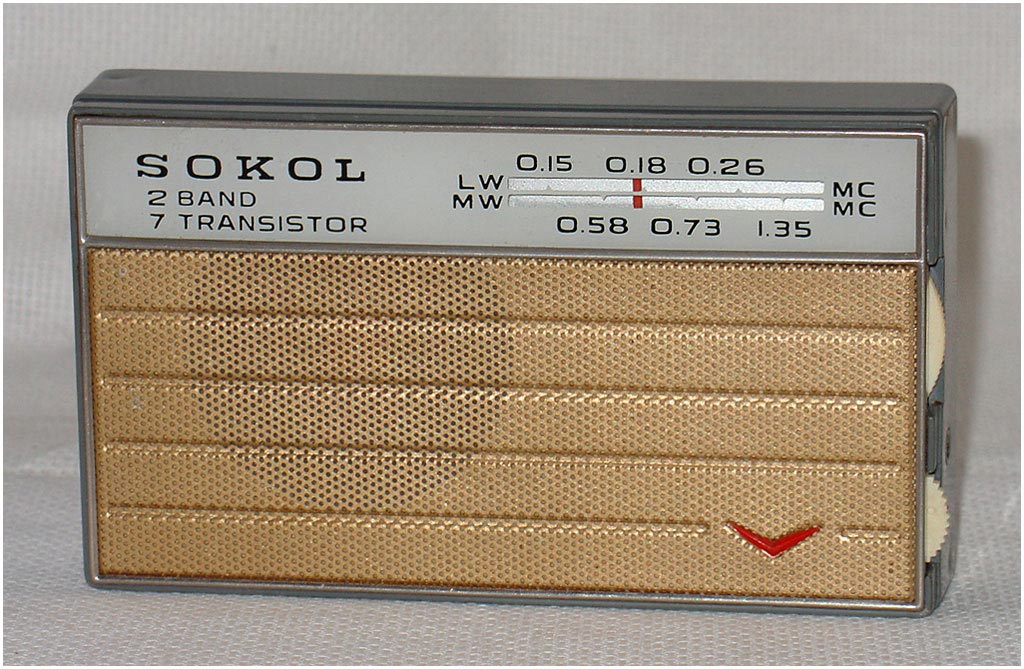 SOKOL
2 BAND
7 TRANSISTOR
0.15 0.18 0.26
LW MC
MW MC
0.58 0.73 1.35